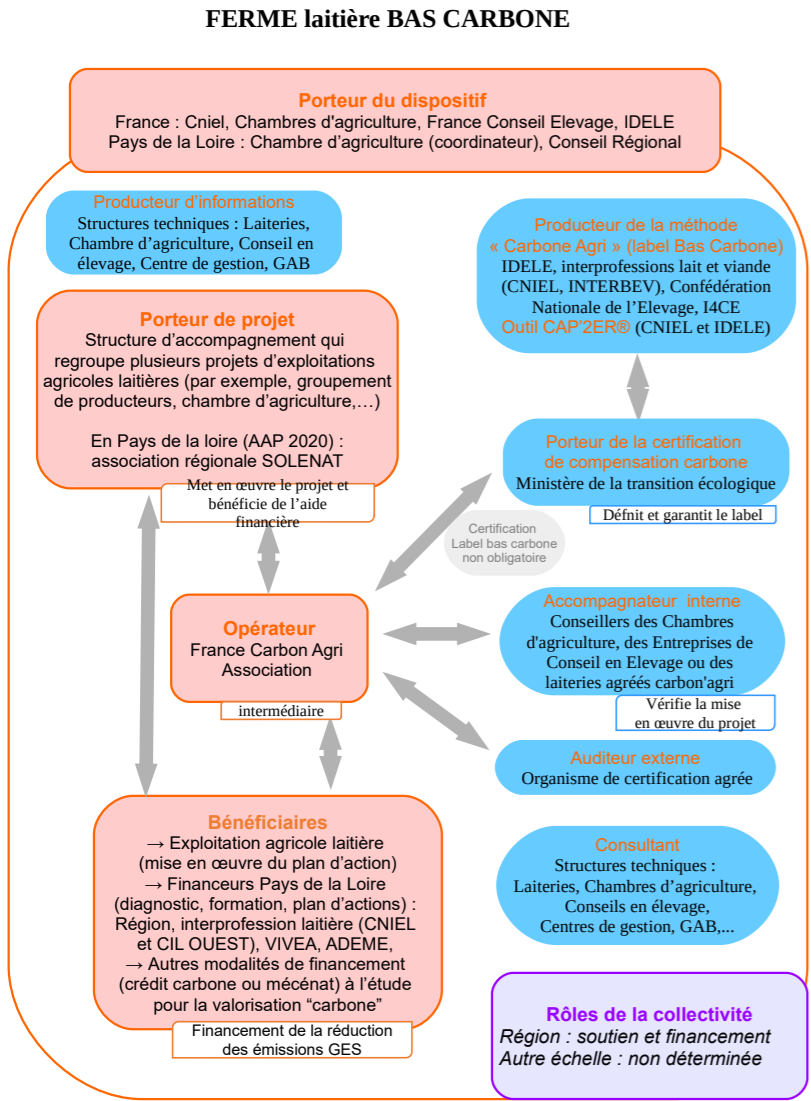 FERME laitière BAS CARBONE
Porteur du dispositif
France : Cniel, Chambres d'agriculture, France Conseil Elevage, IDELE
Pays de la Loire : Chambre d’agriculture (coordinateur), Conseil Régional
Producteur d’informations
Structures techniques : Laiteries,
Chambre d’agriculture, Conseil en
élevage, Centre de gestion, GAB
Producteur de la méthode
« Carbone Agri » (label Bas Carbone)
IDELE, interprofessions lait et viande
(CNIEL, INTERBEV), Confédération
Nationale de l’Elevage, I4CE
Outil CAP’2ER® (CNIEL et IDELE)
Porteur de projet
Structure d’accompagnement qui
regroupe plusieurs projets d’exploitations
agricoles laitières (par exemple, groupement
de producteurs, chambre d’agriculture,…)
En Pays de la loire (AAP 2020) :
association régionale SOLENAT
Met en œuvre le projet et
bénéficie de l’aide
financière
Porteur de la certification
de compensation carbone
Ministère de la transition écologique
Défnit et garantit le label
Certification
Label bas carbone
non obligatoire
Opérateur
France Carbon Agri
Association
intermédiaire
Accompagnateur interne
Conseillers des Chambres
d'agriculture, des Entreprises de
Conseil en Elevage ou des
laiteries agréés carbon'agri
Vérifie la mise
en œuvre du projet
Auditeur externe
Organisme de certification agrée
Bénéficiaires
→ Exploitation agricole laitière
(mise en œuvre du plan d’action)
→ Financeurs Pays de la Loire
(diagnostic, formation, plan d’actions) :
Région, interprofession laitière (CNIEL
et CIL OUEST), VIVEA, ADEME,
→ Autres modalités de financement
(crédit carbone ou mécénat) à l’étude
pour la valorisation “carbone”
Financement de la réduction
des émissions GES
Consultant
Structures techniques :
Laiteries, Chambres d’agriculture,
Conseils en élevage,
Centres de gestion, GAB,...
Rôles de la collectivité
Région : soutien et financement
Autre échelle : non déterminée